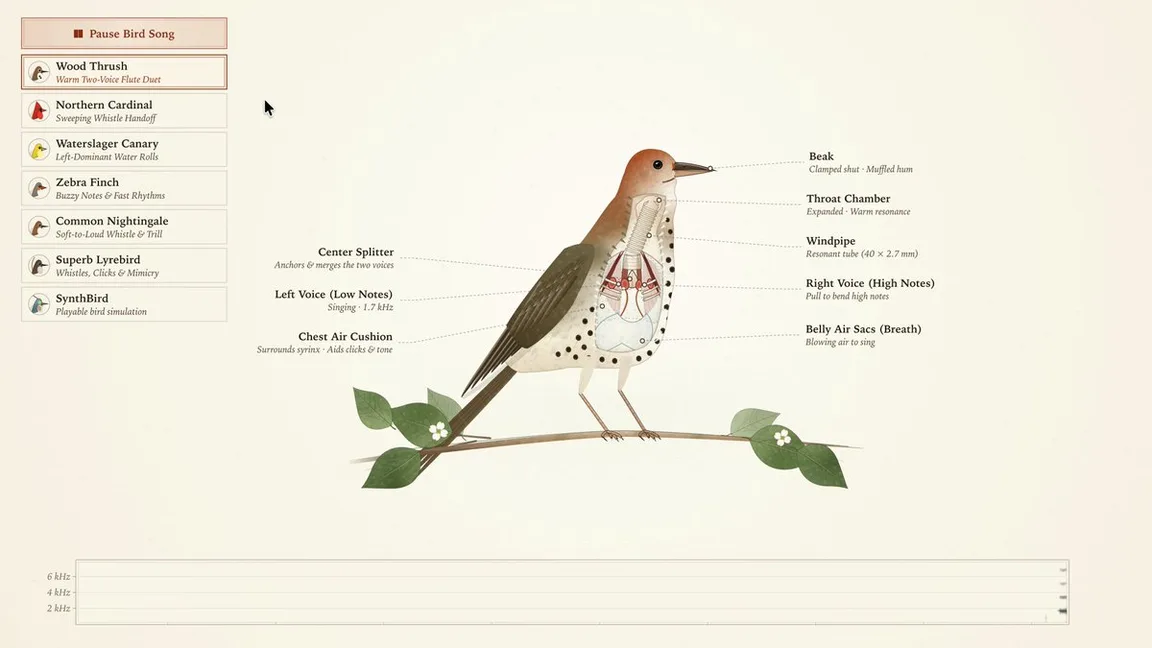 Pause Bird Song
Wood Thrush
Warm Two-Voice Flute Duet
Northern Cardinal
Sweeping Whistle Handoff
Waterslager Canary
Left-Dominant Water Rolls
Zebra Finch
Buzzy Notes & Fast Rhythms
Common Nightingale
Soft-to-Loud Whistle & Trill
Superb Lyrebird
Whistles, Clicks & Mimicry
SynthBird
Playable bird simulation
Center Splitter
Anchors & merges the two voices
Left Voice (Low Notes)
Singing · 1.7 kHz
Chest Air Cushion
Surrounds syrinx · Aids clicks & tone
Beak
Clamped shut · Muffled hum
Throat Chamber
Expanded · Warm resonance
Windpipe
Resonant tube (40 × 2.7 mm)
Right Voice (High Notes)
Pull to bend high notes
Belly Air Sacs (Breath)
Blowing air to sing
6 kHz
4 kHz
2 kHz